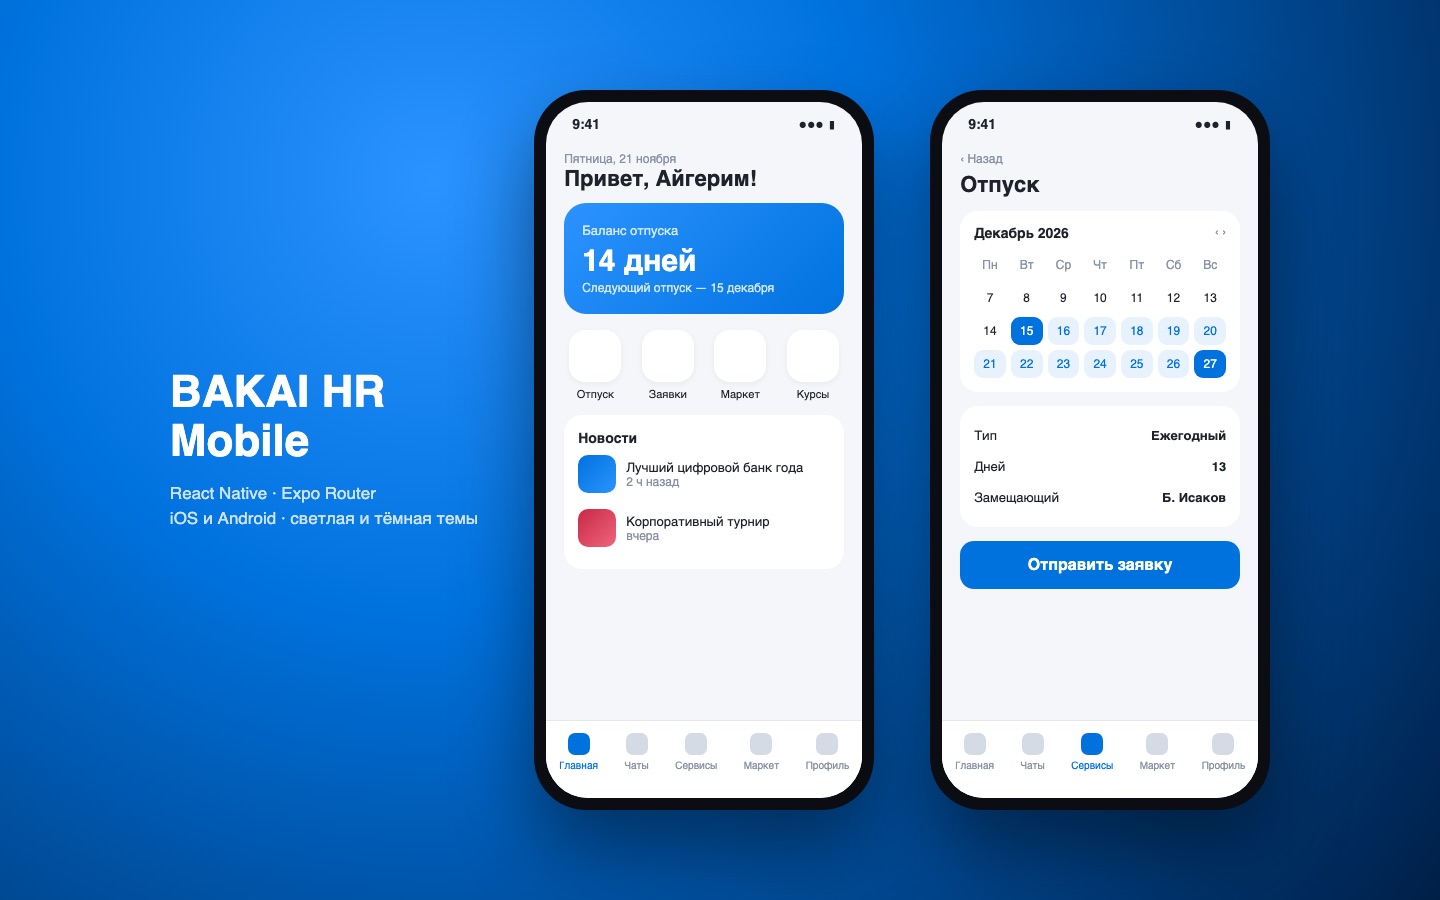 BAKAI HR
Mobile
React Native · Expo Router
iOS и Android · светлая и тёмная темы
9:41
Пятница, 21 ноября
Привет, Айгерим!
Баланс отпуска
14 дней
Следующий отпуск — 15 декабря
Отпуск Заявки Маркет Курсы
Новости
Лучший цифровой банк года
2 ч назад
Корпоративный турнир
вчера
Главная Чаты Сервисы Маркет Профиль
9:41
‹ Назад
Отпуск
Декабрь 2026 ‹ ›
Пн Вт Ср Чт Пт Сб Вс
7 8 9 10 11 12 13
14 15 16 17 18 19 20
21 22 23 24 25 26 27
Тип Ежегодный
Дней 13
Замещающий Б. Исаков
Отправить заявку
Главная Чаты Сервисы Маркет Профиль